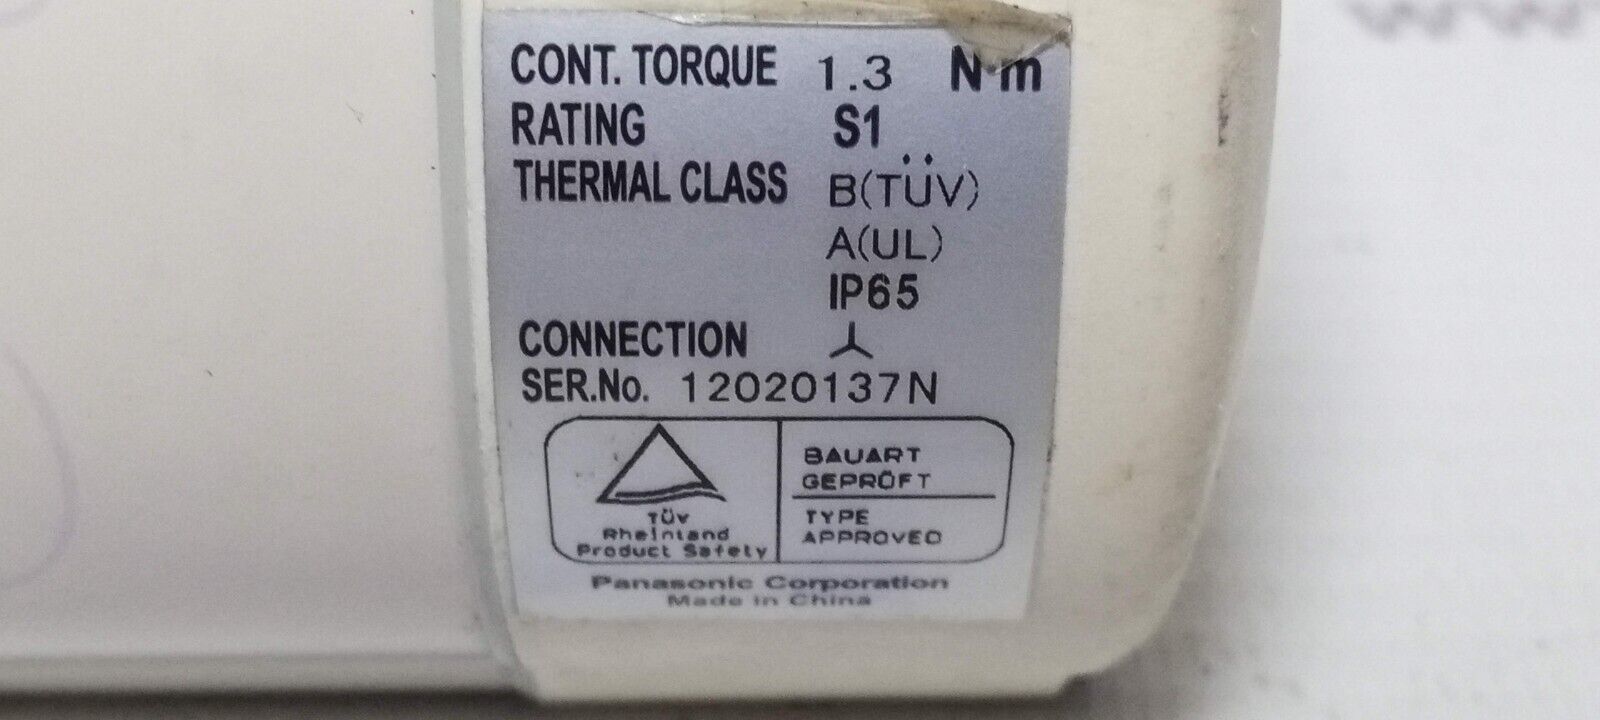 CONT. TORQUE 1.3 N·m
RATING S1
THERMAL CLASS B(TÜV)
A(UL)
IP65
CONNECTION
SER.No. 12020137N
TÜV
Rheinland
Product Safety
BAUART
GEPRÜFT
TYPE
APPROVED
Panasonic Corporation
Made in China